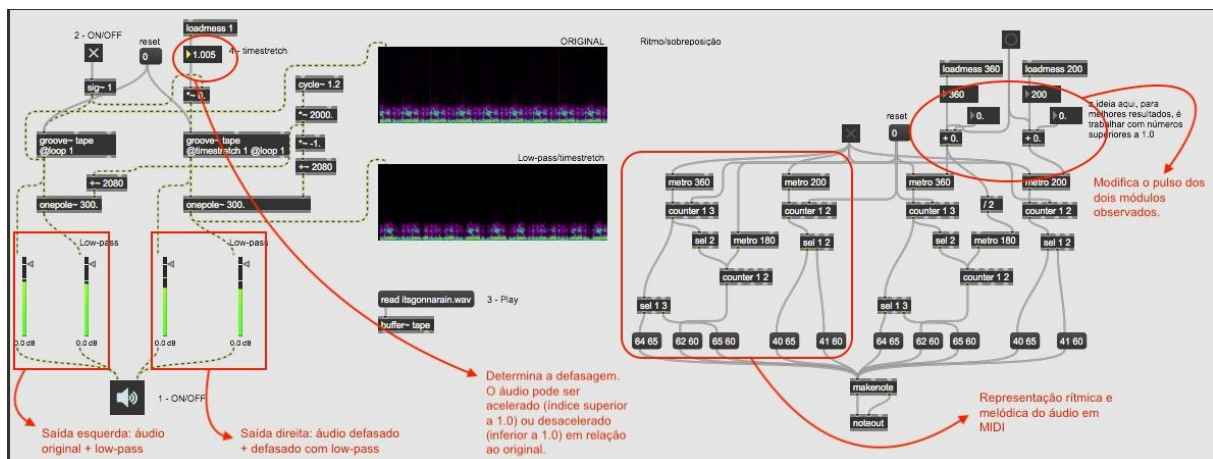 2 - ON/OFF
reset
0
loadmess 1
1.005
4 - timestretch
sig~ 1
*~ 0.
cycle~ 1.2
*~ 2000.
groove~ tape
@loop 1
groove~ tape
@timestretch 1 @loop 1
*~ -1.
+~ 2080
+~ 2080
onepole~ 300.
onepole~ 300.
Low-pass
Low-pass
0.0 dB
0.0 dB
0.0 dB
0.0 dB
1 - ON/OFF
Saída esquerda: áudio
original + low-pass
Saída direita: áudio defasado
+ defasado com low-pass
ORIGINAL
Low-pass/timestretch
read itsgonnarain.wav
3 - Play
buffer~ tape
Determina a defasagem.
O áudio pode ser
acelerado (índice superior
a 1.0) ou desacelerado
(inferior a 1.0) em relação
ao original.
Ritmo/sobreposição
loadmess 360
loadmess 200
360
200
0.
0.
+ 0.
+ 0.
a ideia aqui, para
melhores resultados, é
trabalhar com números
superiores a 1.0
reset
0
metro 360
metro 200
metro 360
metro 200
counter 1 3
counter 1 2
counter 1 3
/ 2
counter 1 2
sel 2
metro 180
sel 1 2
sel 2
metro 180
sel 1 2
counter 1 2
counter 1 2
sel 1 3
sel 1 3
64 65
62 60
65 60
40 65
41 60
64 65
62 60
65 60
40 65
41 60
makenote
noteout
Modifica o pulso dos
dois módulos
observados.
Representação rítmica e
melódica do áudio em
MIDI